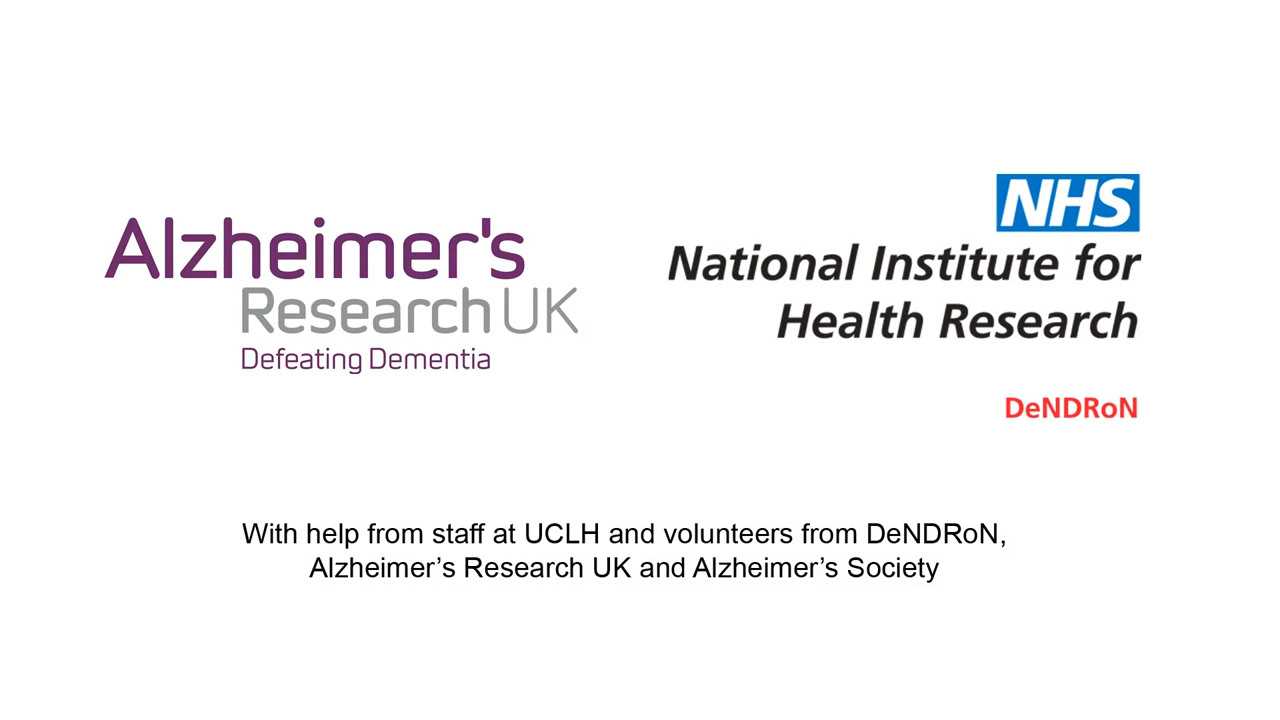 Alzheimer's
Research UK
Defeating Dementia
NHS
National Institute for
Health Research
DeNDRoN
With help from staff at UCLH and volunteers from DeNDRoN,
Alzheimer’s Research UK and Alzheimer’s Society